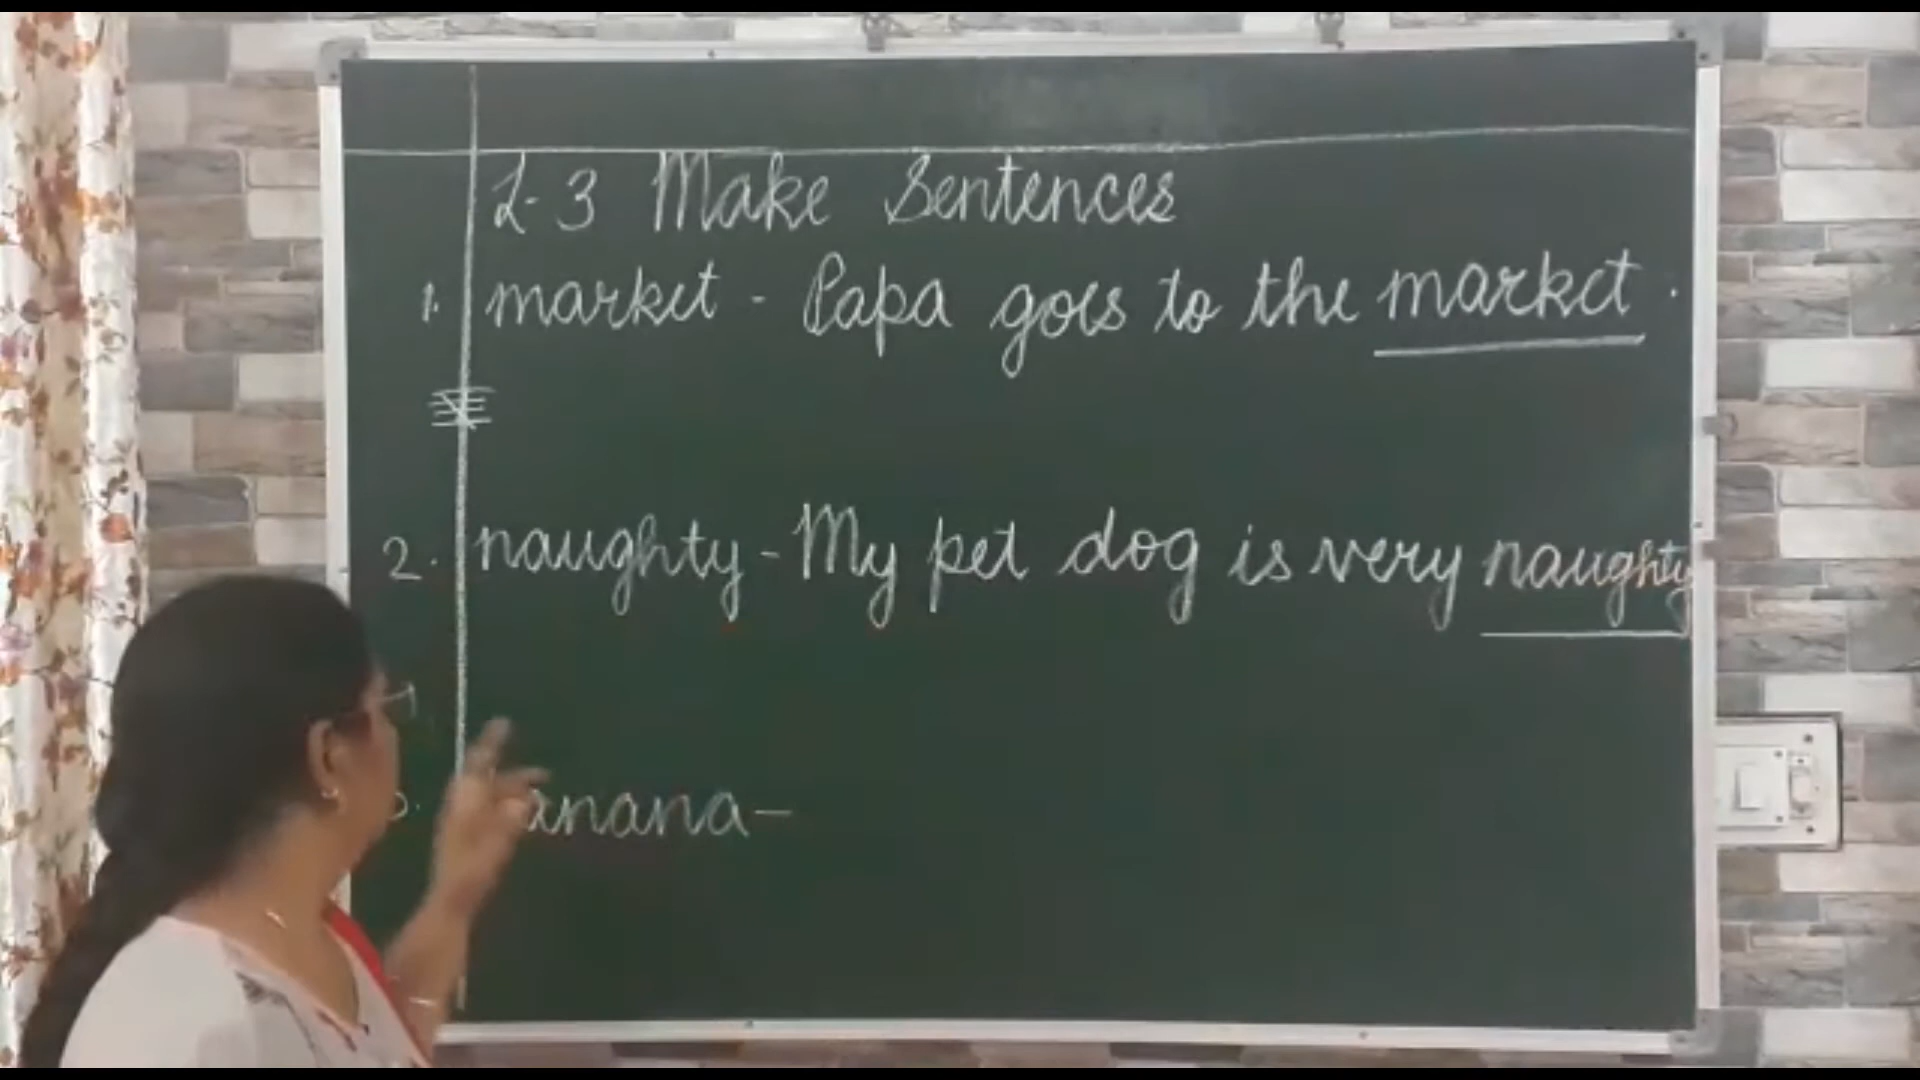 L-3 Make Sentences
1. market - Papa goes to the market.
2. naughty - My pet dog is very naughty
anana -